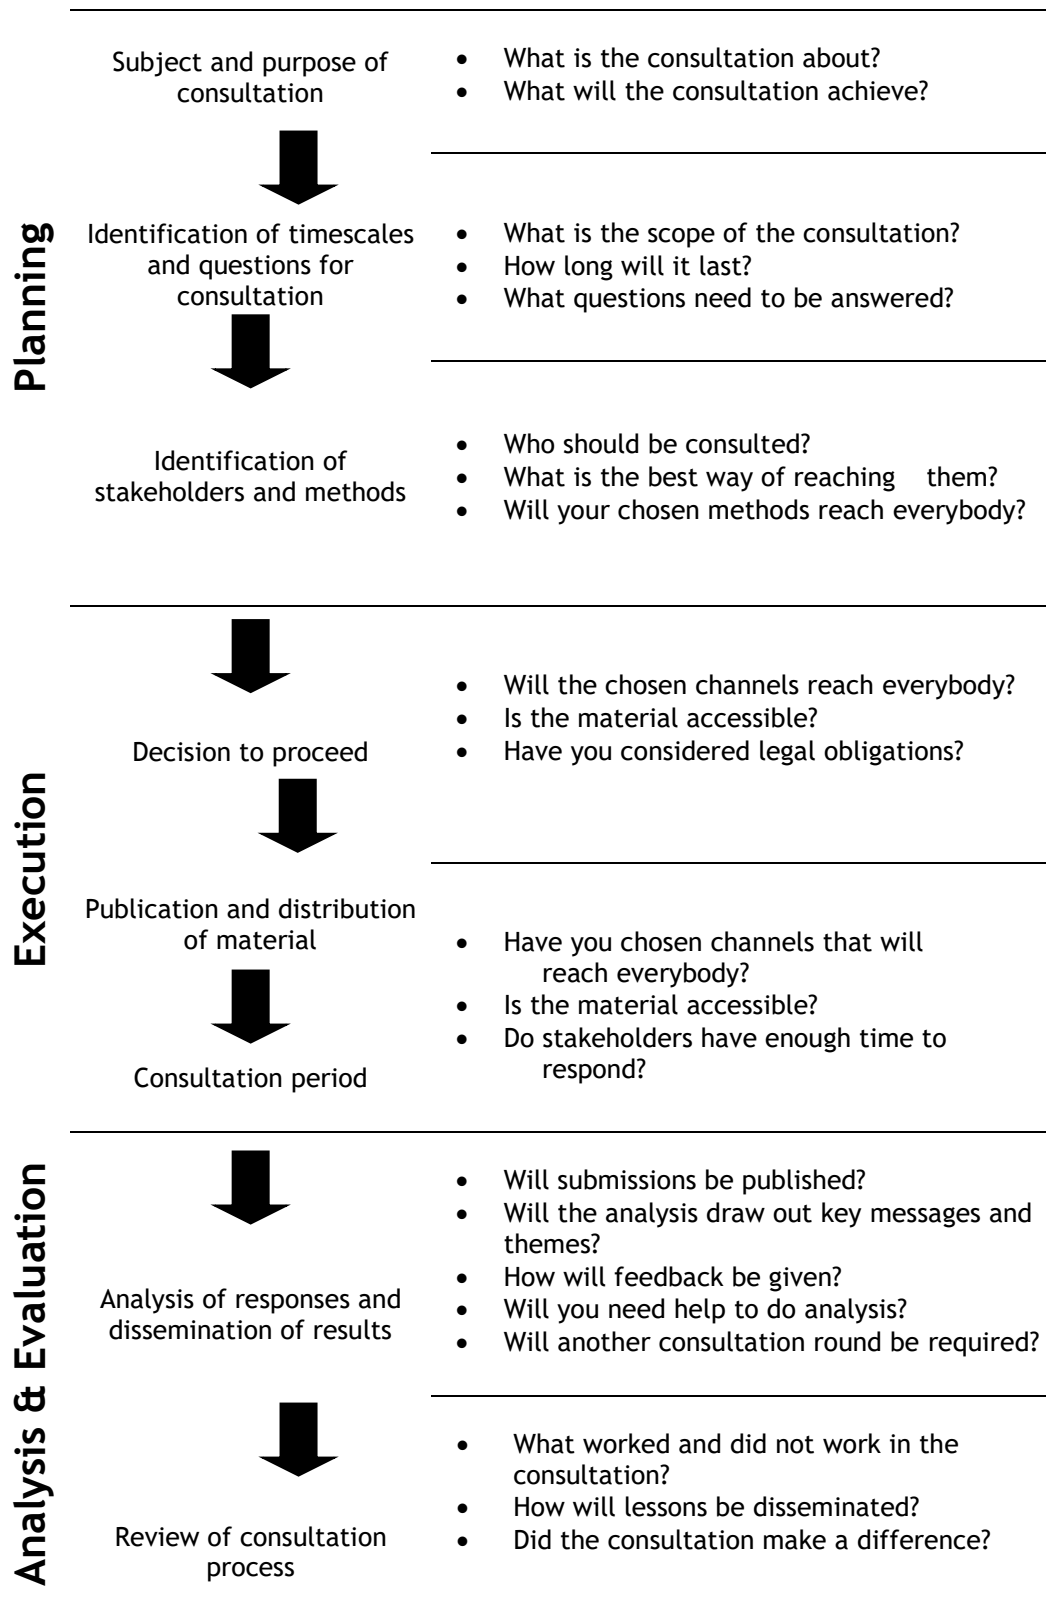 Planning
Subject and purpose of
consultation
• What is the consultation about?
• What will the consultation achieve?
Identification of timescales
and questions for
consultation
• What is the scope of the consultation?
• How long will it last?
• What questions need to be answered?
Identification of
stakeholders and methods
• Who should be consulted?
• What is the best way of reaching them?
• Will your chosen methods reach everybody?
Execution
Decision to proceed
• Will the chosen channels reach everybody?
• Is the material accessible?
• Have you considered legal obligations?
Publication and distribution
of material
Consultation period
• Have you chosen channels that will
reach everybody?
• Is the material accessible?
• Do stakeholders have enough time to
respond?
Analysis & Evaluation
Analysis of responses and
dissemination of results
• Will submissions be published?
• Will the analysis draw out key messages and
themes?
• How will feedback be given?
• Will you need help to do analysis?
• Will another consultation round be required?
Review of consultation
process
• What worked and did not work in the
consultation?
• How will lessons be disseminated?
• Did the consultation make a difference?